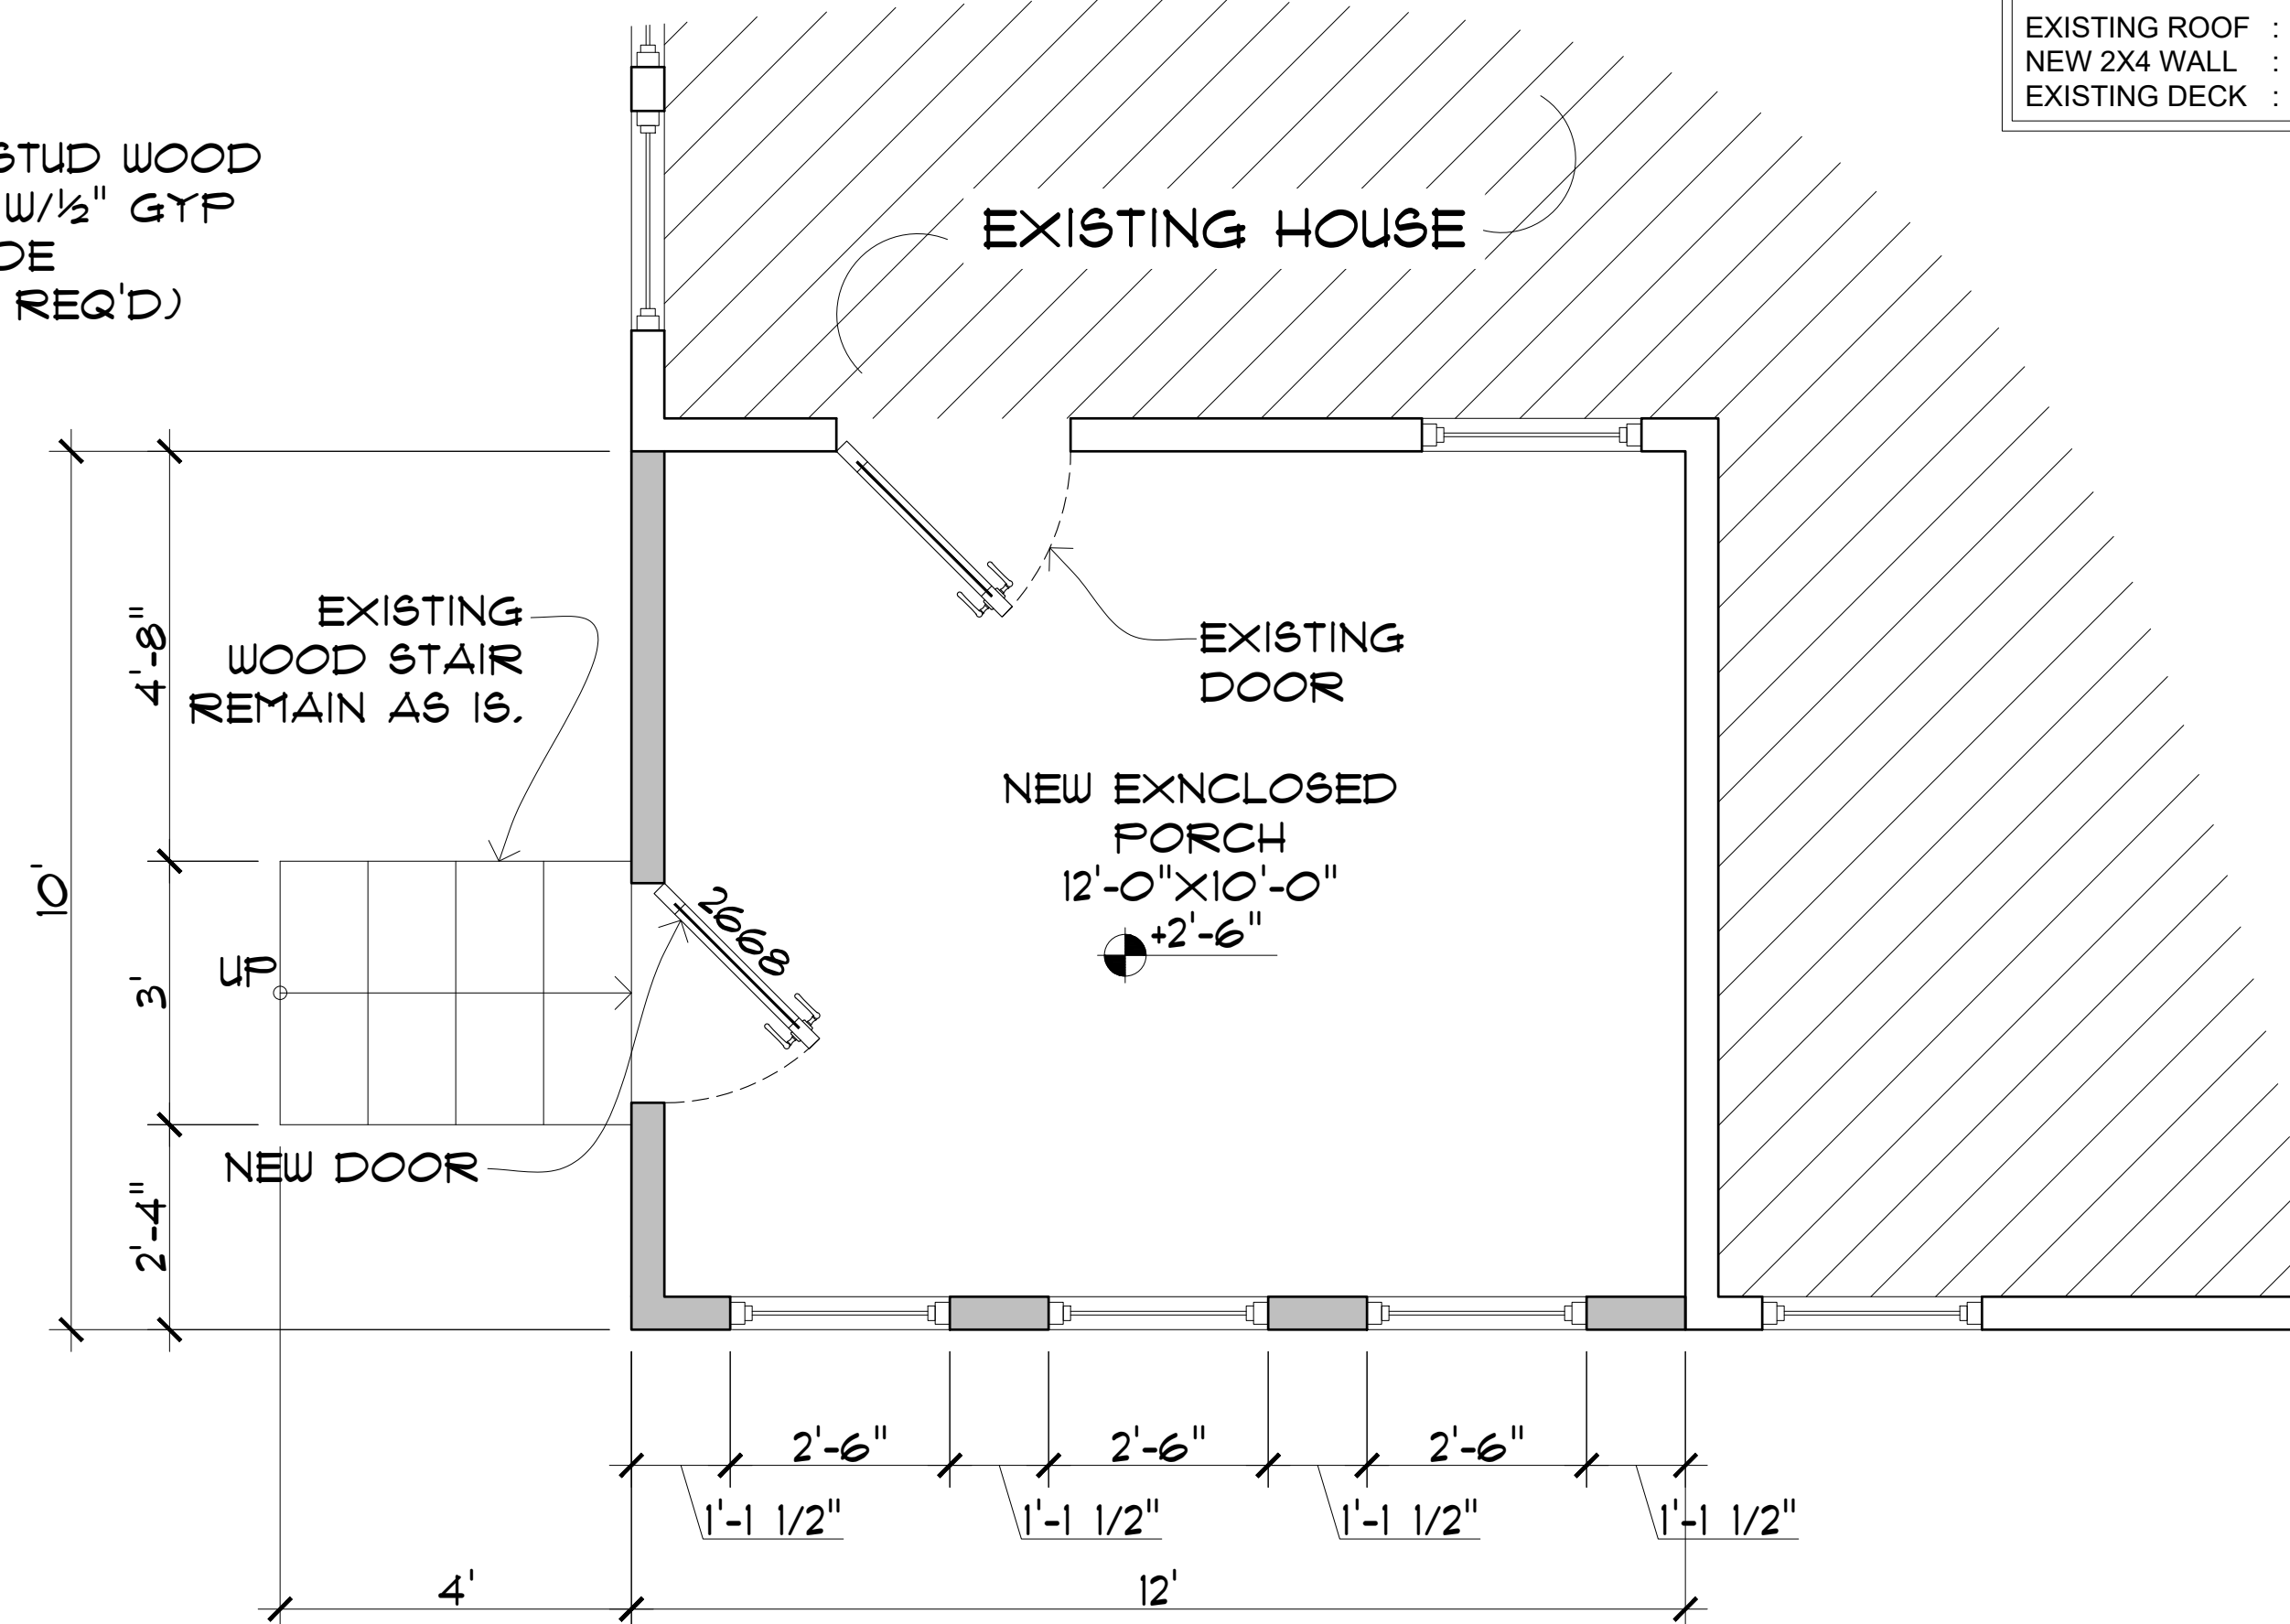 EXISTING ROOF :
NEW 2X4 WALL :
EXISTING DECK :
STUD WOOD
W/½" GYP
DE
REQ'D)
EXISTING HOUSE
EXISTING
WOOD STAIR
REMAIN AS IS.
EXISTING
DOOR
NEW EXNCLOSED
PORCH
12'-0"X10'-0"
+2'-6"
2668
UP
NEW DOOR
10'
4'-8"
3'
2'-4"
2'-6"
2'-6"
2'-6"
1'-1 1/2"
1'-1 1/2"
1'-1 1/2"
1'-1 1/2"
4'
12'